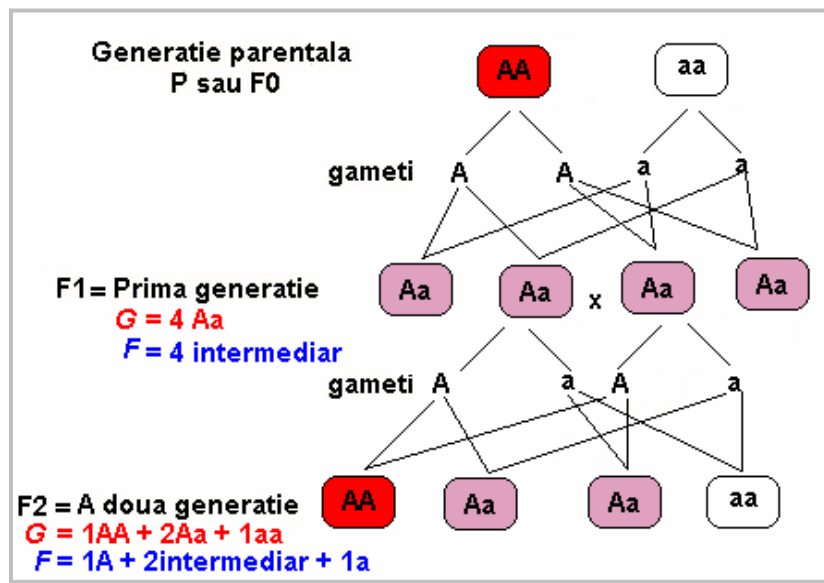 Generatie parentala
P sau F0
AA
aa
gameti
A
A
a
a
F1= Prima generatie
G = 4 Aa
F = 4 intermediar
Aa
Aa
x
Aa
Aa
gameti
A
a
A
a
F2 = A doua generatie
G = 1AA + 2Aa + 1aa
F = 1A + 2intermediar + 1a
AA
Aa
Aa
aa